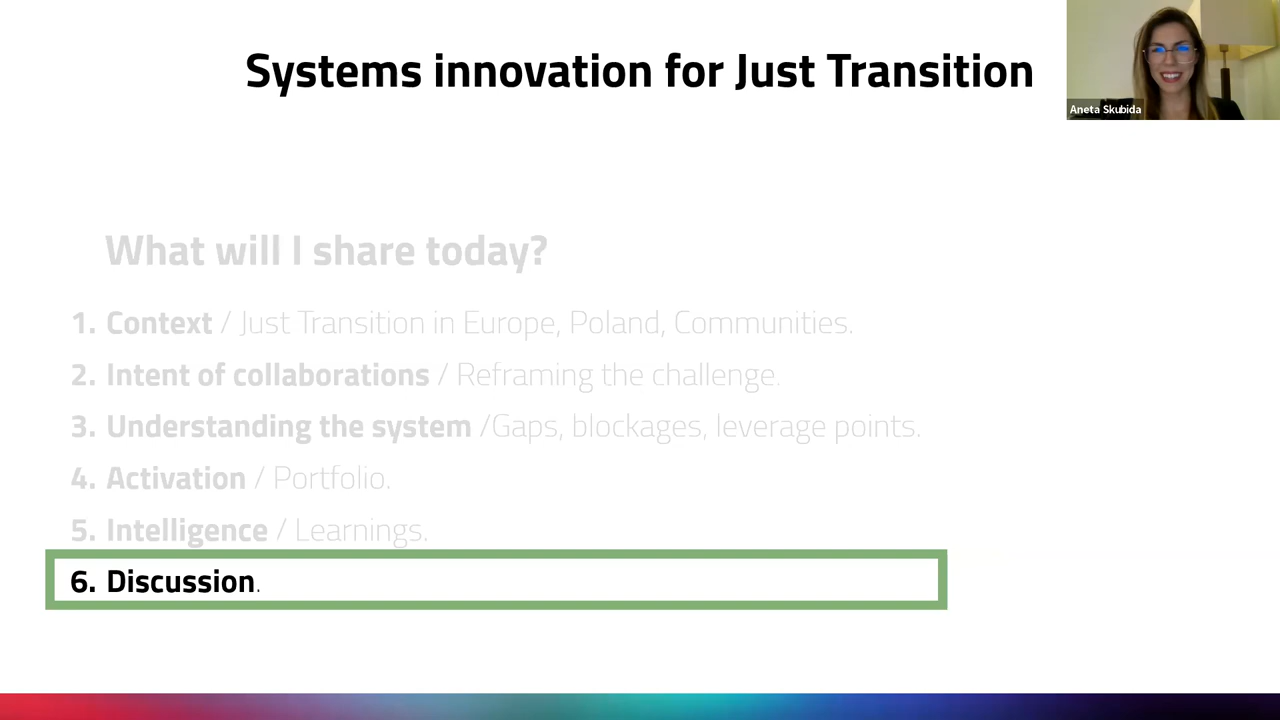 Systems innovation for Just Transition
Aneta Skubida
What will I share today?
1. Context / Just Transition in Europe, Poland, Communities.
2. Intent of collaborations / Reframing the challenge.
3. Understanding the system /Gaps, blockages, leverage points.
4. Activation / Portfolio.
5. Intelligence / Learnings.
6. Discussion.